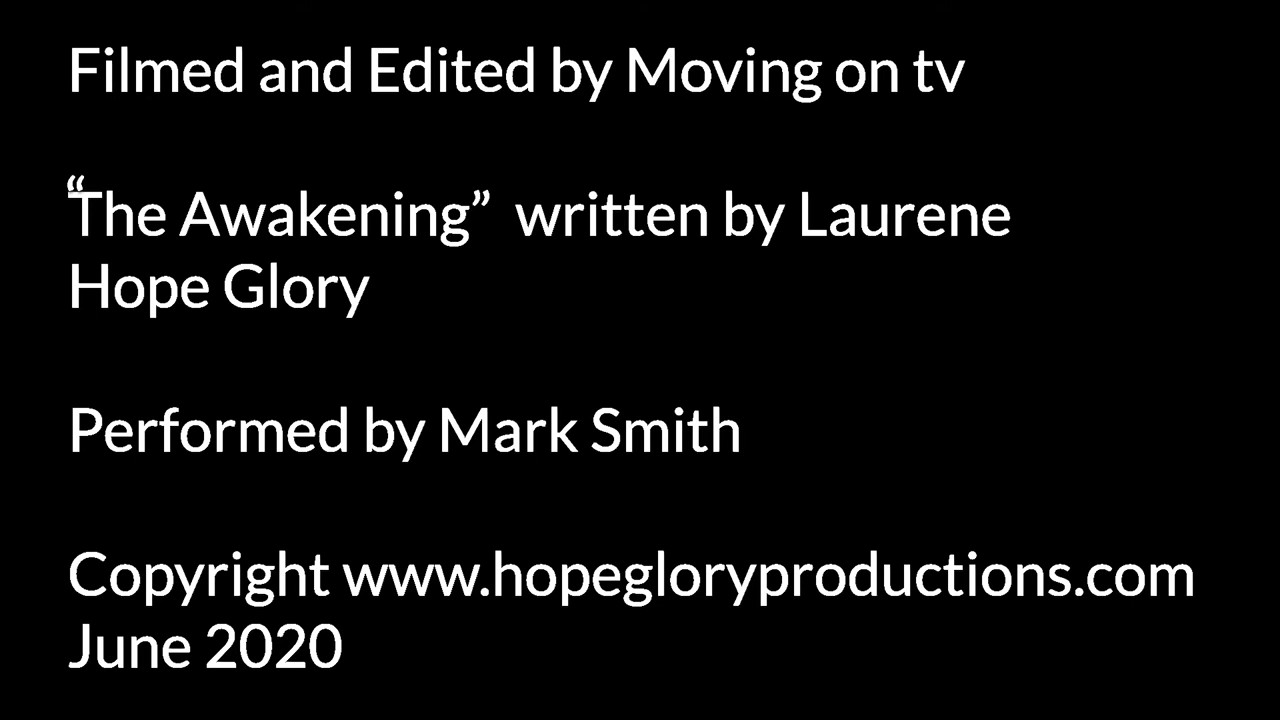 Filmed and Edited by Moving on tv
“The Awakening”  written by Laurene
Hope Glory
Performed by Mark Smith
Copyright www.hopegloryproductions.com
June 2020